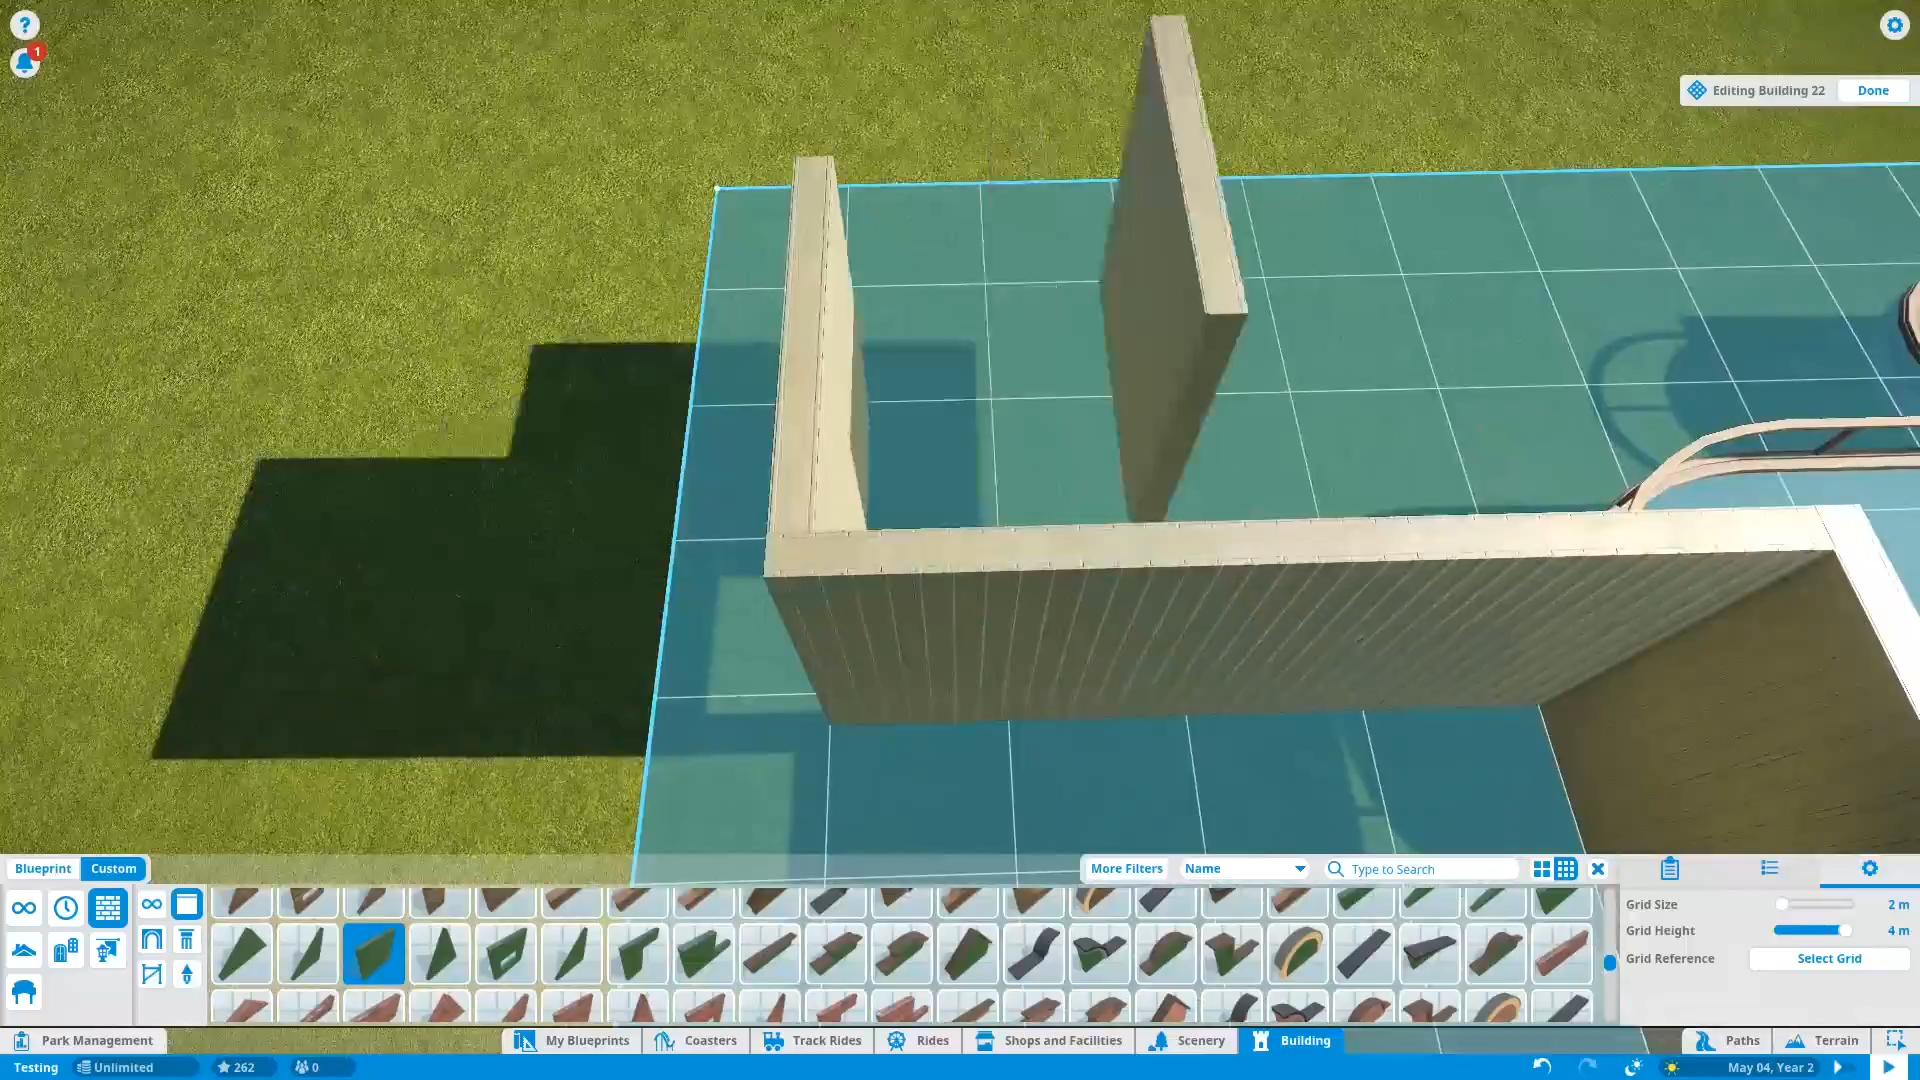 ?
1
Editing Building 22 Done
Blueprint Custom
More Filters Name Type to Search
Grid Size 2 m
Grid Height 4 m
Grid Reference Select Grid
Park Management My Blueprints Coasters Track Rides Rides Shops and Facilities Scenery Building Paths Terrain
Testing Unlimited 262 0 May 04, Year 2